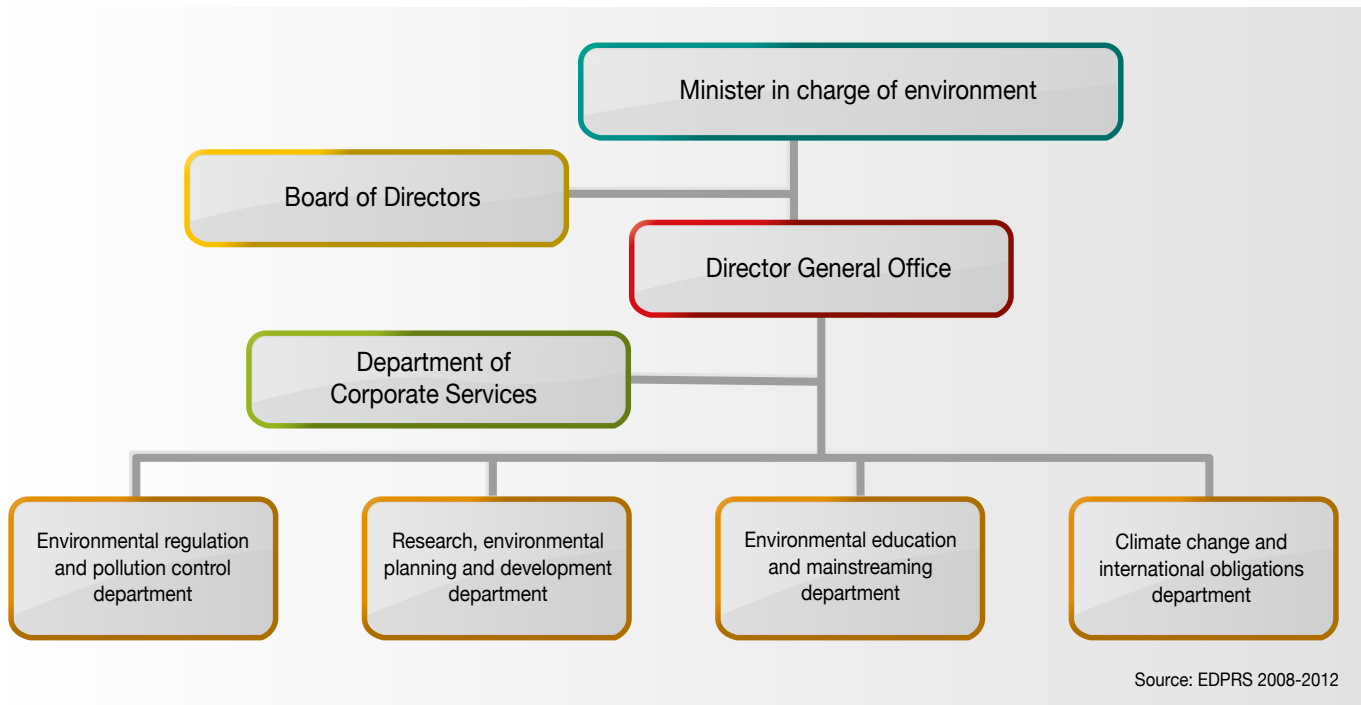 Minister in charge of environment
Board of Directors
Director General Office
Department of
Corporate Services
Environmental regulation
and pollution control
department
Research, environmental
planning and development
department
Environmental education
and mainstreaming
department
Climate change and
international obligations
department
Source: EDPRS 2008-2012